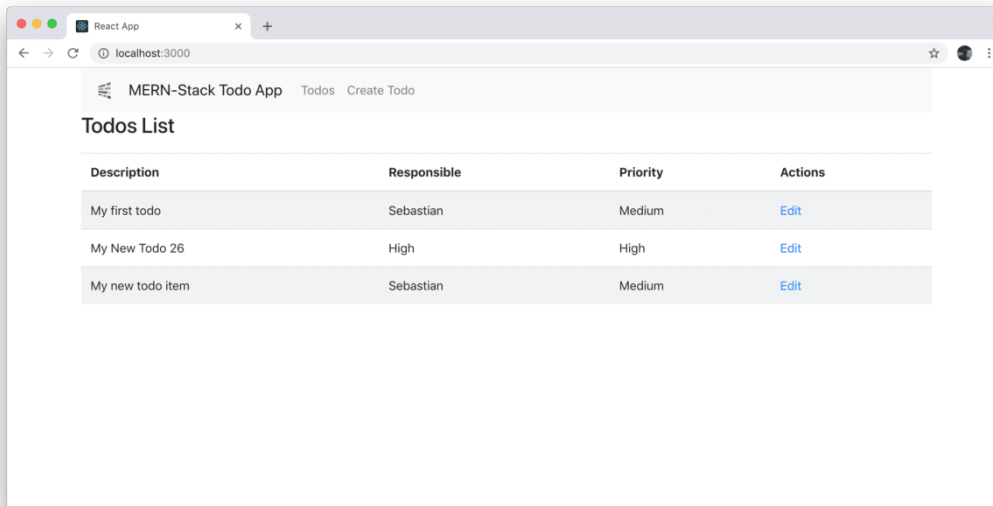 React App
localhost:3000
MERN-Stack Todo App Todos Create Todo
Todos List
Description Responsible Priority Actions
My first todo Sebastian Medium Edit
My New Todo 26 High High Edit
My new todo item Sebastian Medium Edit